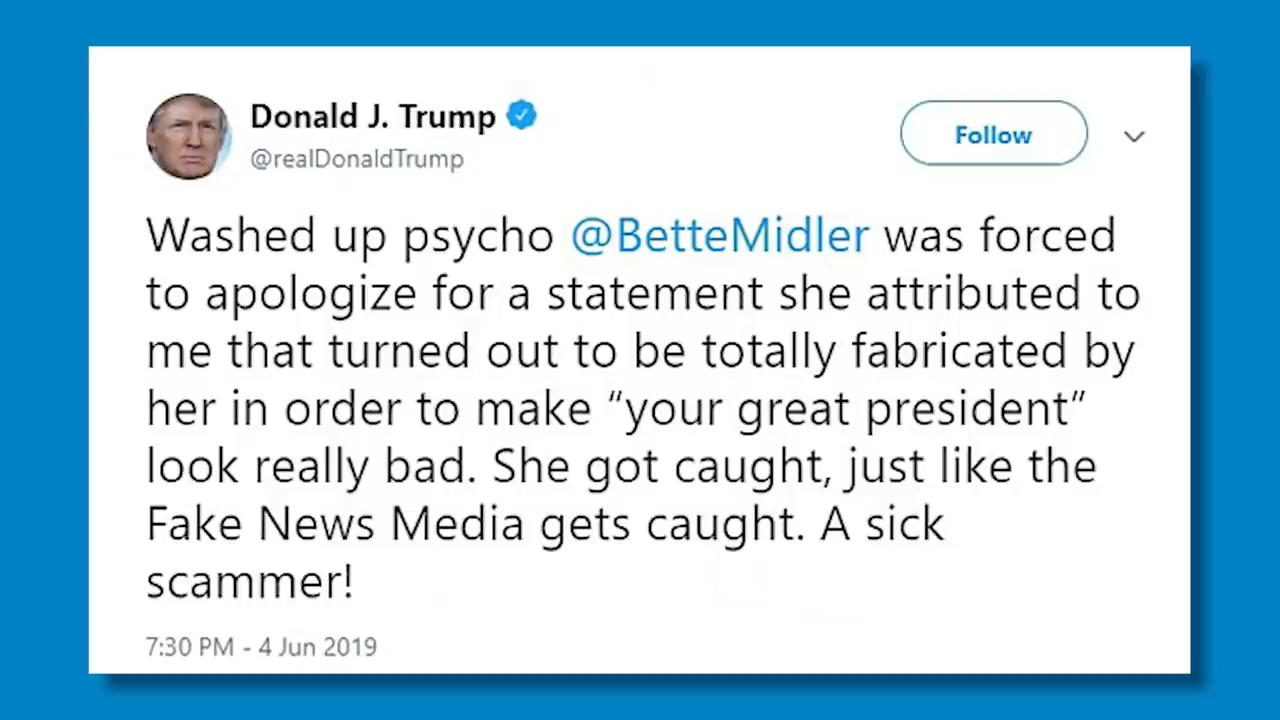 Donald J. Trump
@realDonaldTrump
Follow
Washed up psycho @BetteMidler was forced
to apologize for a statement she attributed to
me that turned out to be totally fabricated by
her in order to make “your great president”
look really bad. She got caught, just like the
Fake News Media gets caught. A sick
scammer!
7:30 PM - 4 Jun 2019